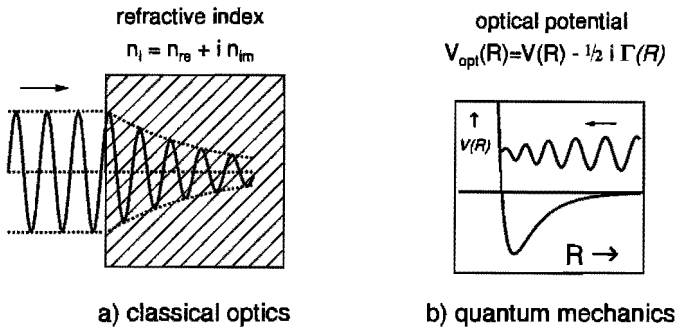 refractive index
n_i = n_re + i n_im
a) classical optics
optical potential
V_opt(R)=V(R) - ½ i Γ(R)
↑
V(R)
←
R →
b) quantum mechanics